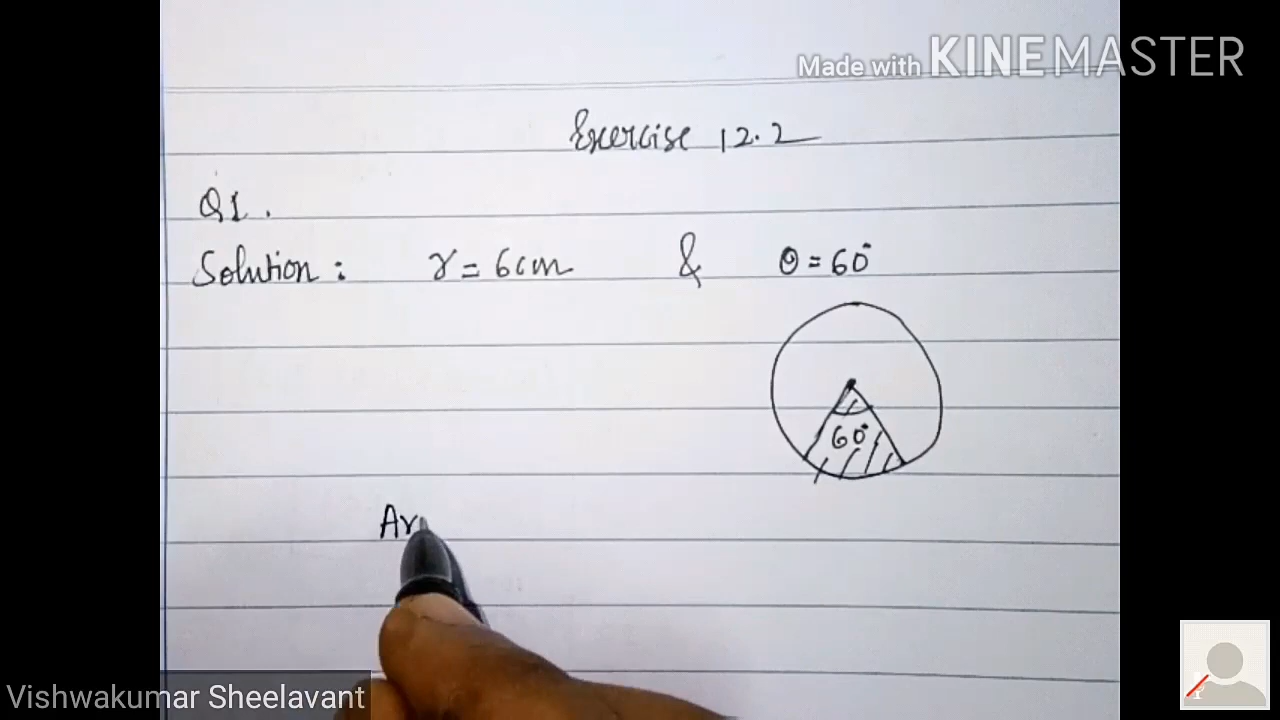 Made with KINEMASTER
Exercise 12.2
Q1.
Solution : r = 6cm & θ = 60°
60°
Ar
Vishwakumar Sheelavant